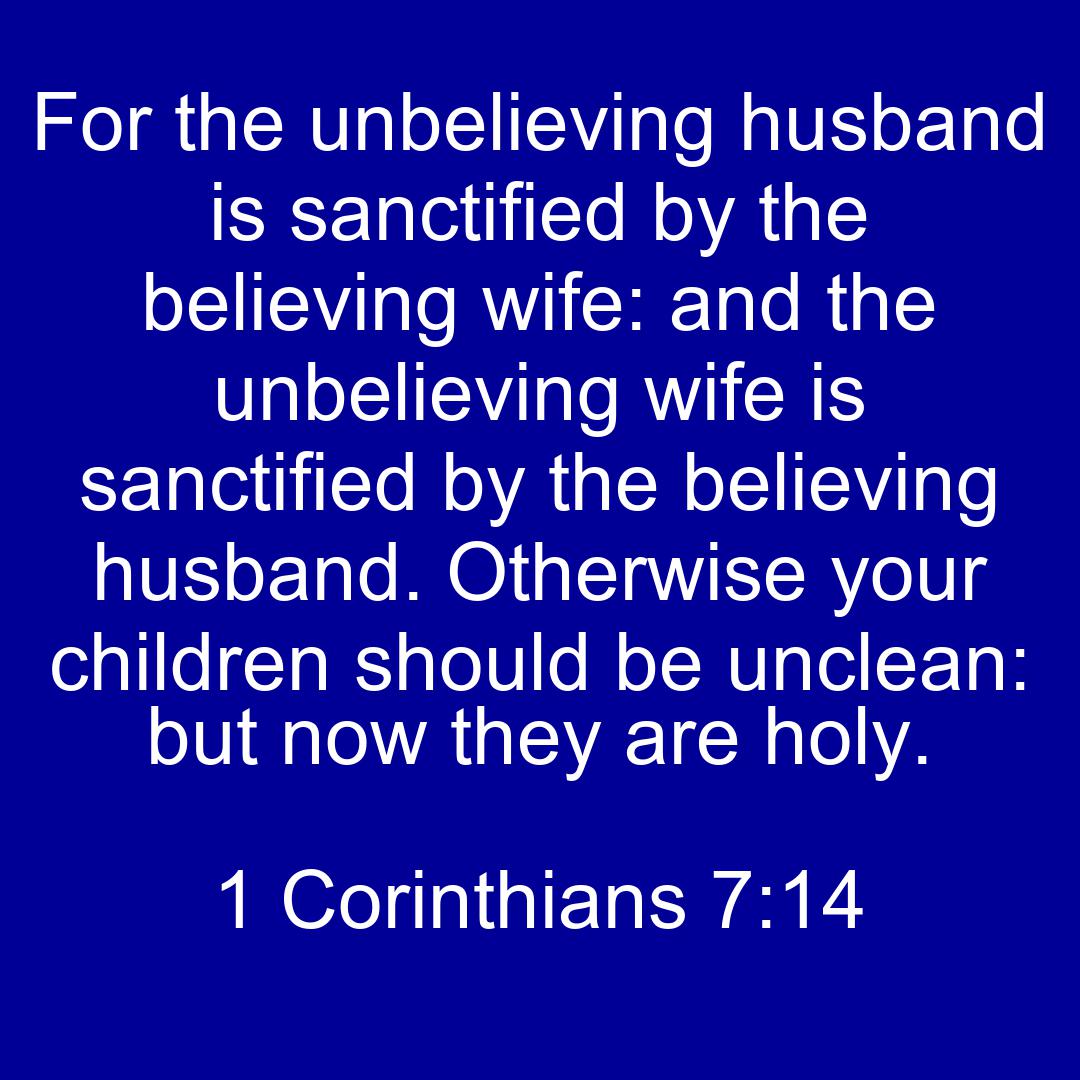 For the unbelieving husband
is sanctified by the
believing wife: and the
unbelieving wife is
sanctified by the believing
husband. Otherwise your
children should be unclean:
but now they are holy.
1 Corinthians 7:14